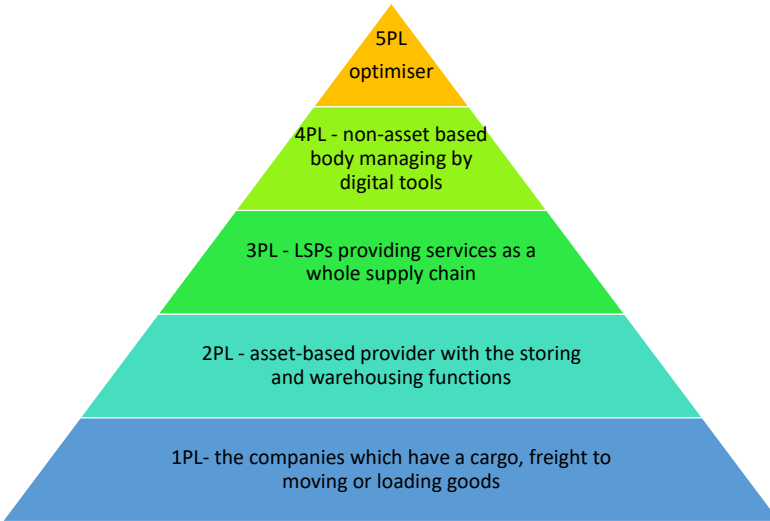 5PL
optimiser
4PL - non-asset based
body managing by
digital tools
3PL - LSPs providing services as a
whole supply chain
2PL - asset-based provider with the storing
and warehousing functions
1PL- the companies which have a cargo, freight to
moving or loading goods